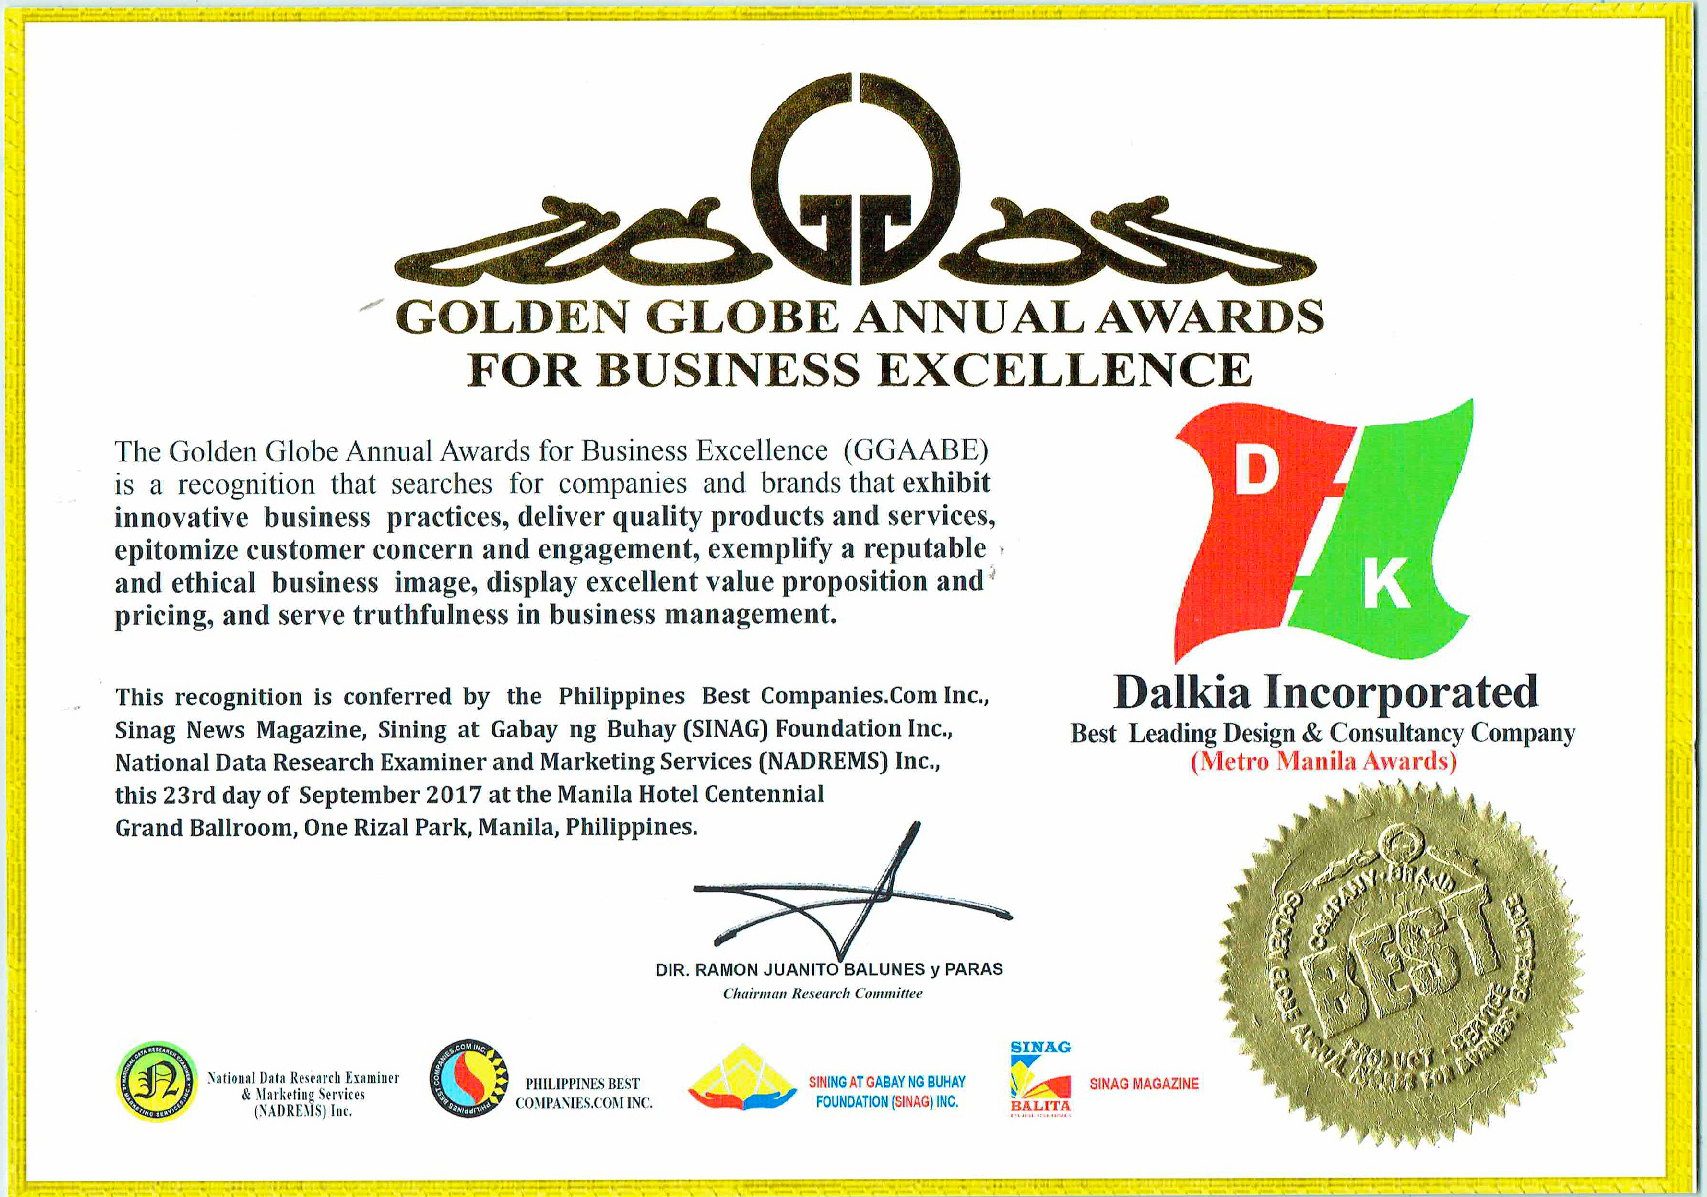 GOLDEN GLOBE ANNUAL AWARDS
FOR BUSINESS EXCELLENCE
The Golden Globe Annual Awards for Business Excellence (GGAABE)
is a recognition that searches for companies and brands that exhibit
innovative business practices, deliver quality products and services,
epitomize customer concern and engagement, exemplify a reputable
and ethical business image, display excellent value proposition and
pricing, and serve truthfulness in business management.
This recognition is conferred by the Philippines Best Companies.Com Inc.,
Sinag News Magazine, Sining at Gabay ng Buhay (SINAG) Foundation Inc.,
National Data Research Examiner and Marketing Services (NADREMS) Inc.,
this 23rd day of September 2017 at the Manila Hotel Centennial
Grand Ballroom, One Rizal Park, Manila, Philippines.
D
K
Dalkia Incorporated
Best Leading Design & Consultancy Company
(Metro Manila Awards)
COMPANY · BRAND
BEST
PRODUCT · SERVICE
DIR. RAMON JUANITO BALUNES y PARAS
Chairman Research Committee
N
National Data Research Examiner
& Marketing Services
(NADREMS) Inc.
PHILIPPINES BEST COMPANIES.COM INC.
PHILIPPINES BEST
COMPANIES.COM INC.
SINING AT GABAY NG BUHAY
FOUNDATION (SINAG) INC.
SINAG
BALITA
SINAG MAGAZINE